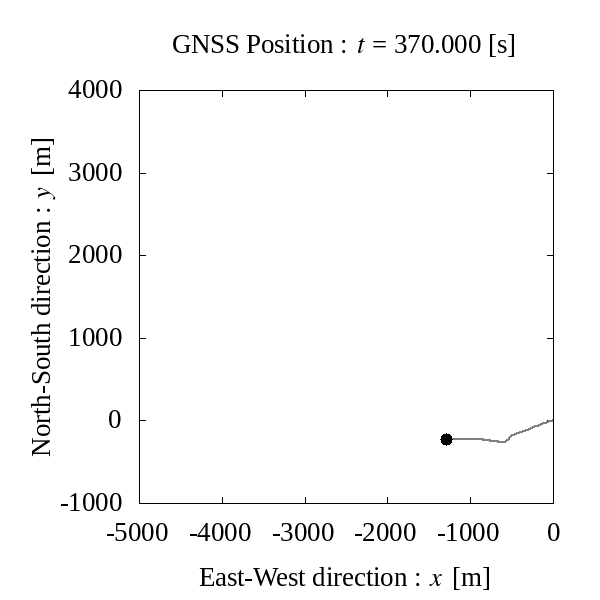 GNSS Position : t = 370.000 [s]
4000
3000
2000
1000
0
-1000
North-South direction : y [m]
-5000 -4000 -3000 -2000 -1000 0
East-West direction : x [m]